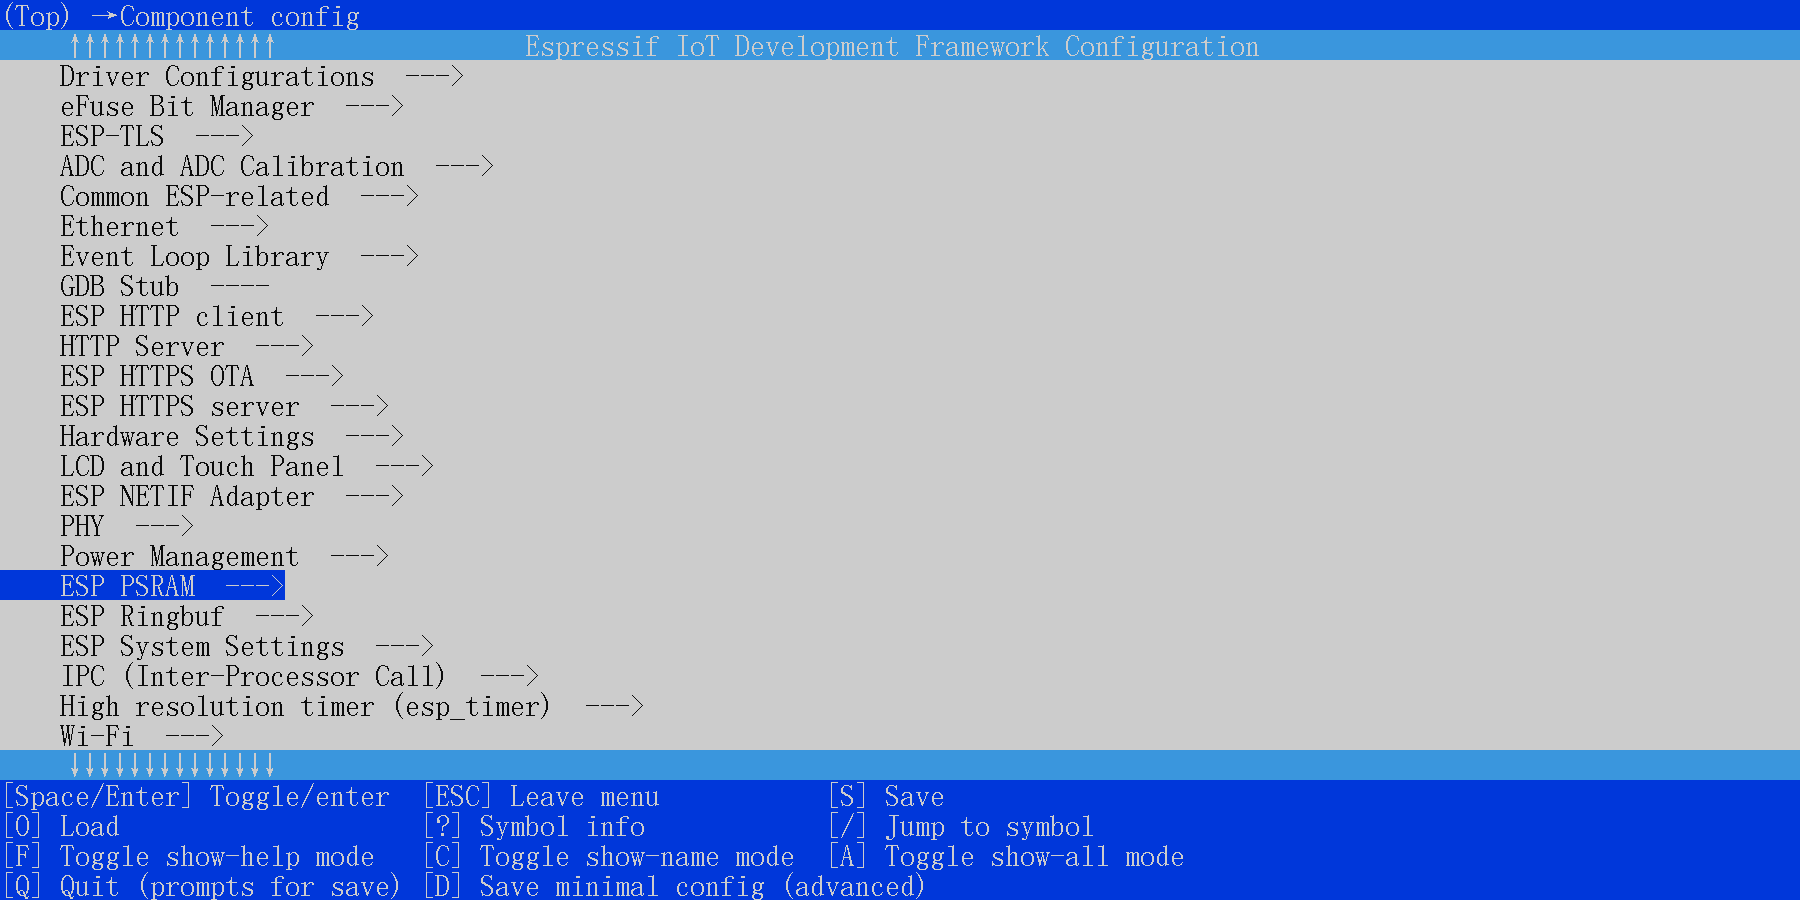 (Top) →Component config
↑↑↑↑↑↑↑↑↑↑↑↑↑↑ Espressif IoT Development Framework Configuration
Driver Configurations  --->
eFuse Bit Manager  --->
ESP-TLS  --->
ADC and ADC Calibration  --->
Common ESP-related  --->
Ethernet  --->
Event Loop Library  --->
GDB Stub  ----
ESP HTTP client  --->
HTTP Server  --->
ESP HTTPS OTA  --->
ESP HTTPS server  --->
Hardware Settings  --->
LCD and Touch Panel  --->
ESP NETIF Adapter  --->
PHY  --->
Power Management  --->
ESP PSRAM  --->
ESP Ringbuf  --->
ESP System Settings  --->
IPC (Inter-Processor Call)  --->
High resolution timer (esp_timer)  --->
Wi-Fi  --->
↓↓↓↓↓↓↓↓↓↓↓↓↓↓
[Space/Enter] Toggle/enter  [ESC] Leave menu  [S] Save
[O] Load  [?] Symbol info  [/] Jump to symbol
[F] Toggle show-help mode  [C] Toggle show-name mode  [A] Toggle show-all mode
[Q] Quit (prompts for save)  [D] Save minimal config (advanced)